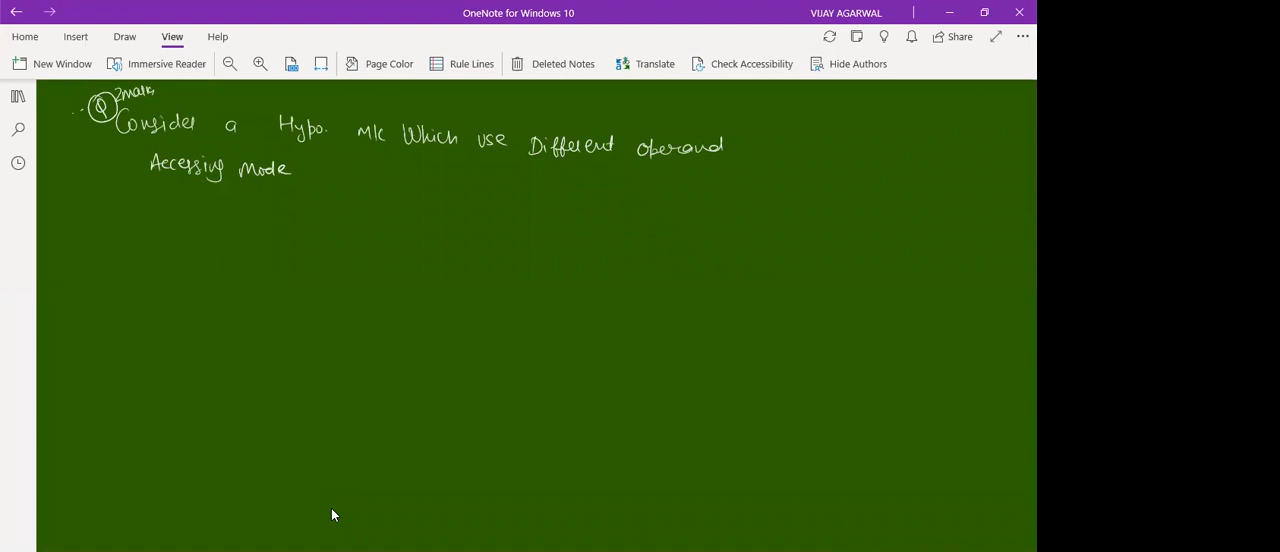 OneNote for Windows 10
VIJAY AGARWAL
Home Insert Draw View Help
Share
New Window Immersive Reader Page Color Rule Lines Deleted Notes Translate Check Accessibility Hide Authors
Q 2mark
Consider a Hypo. M/c Which use Different operand
Accessing Mode